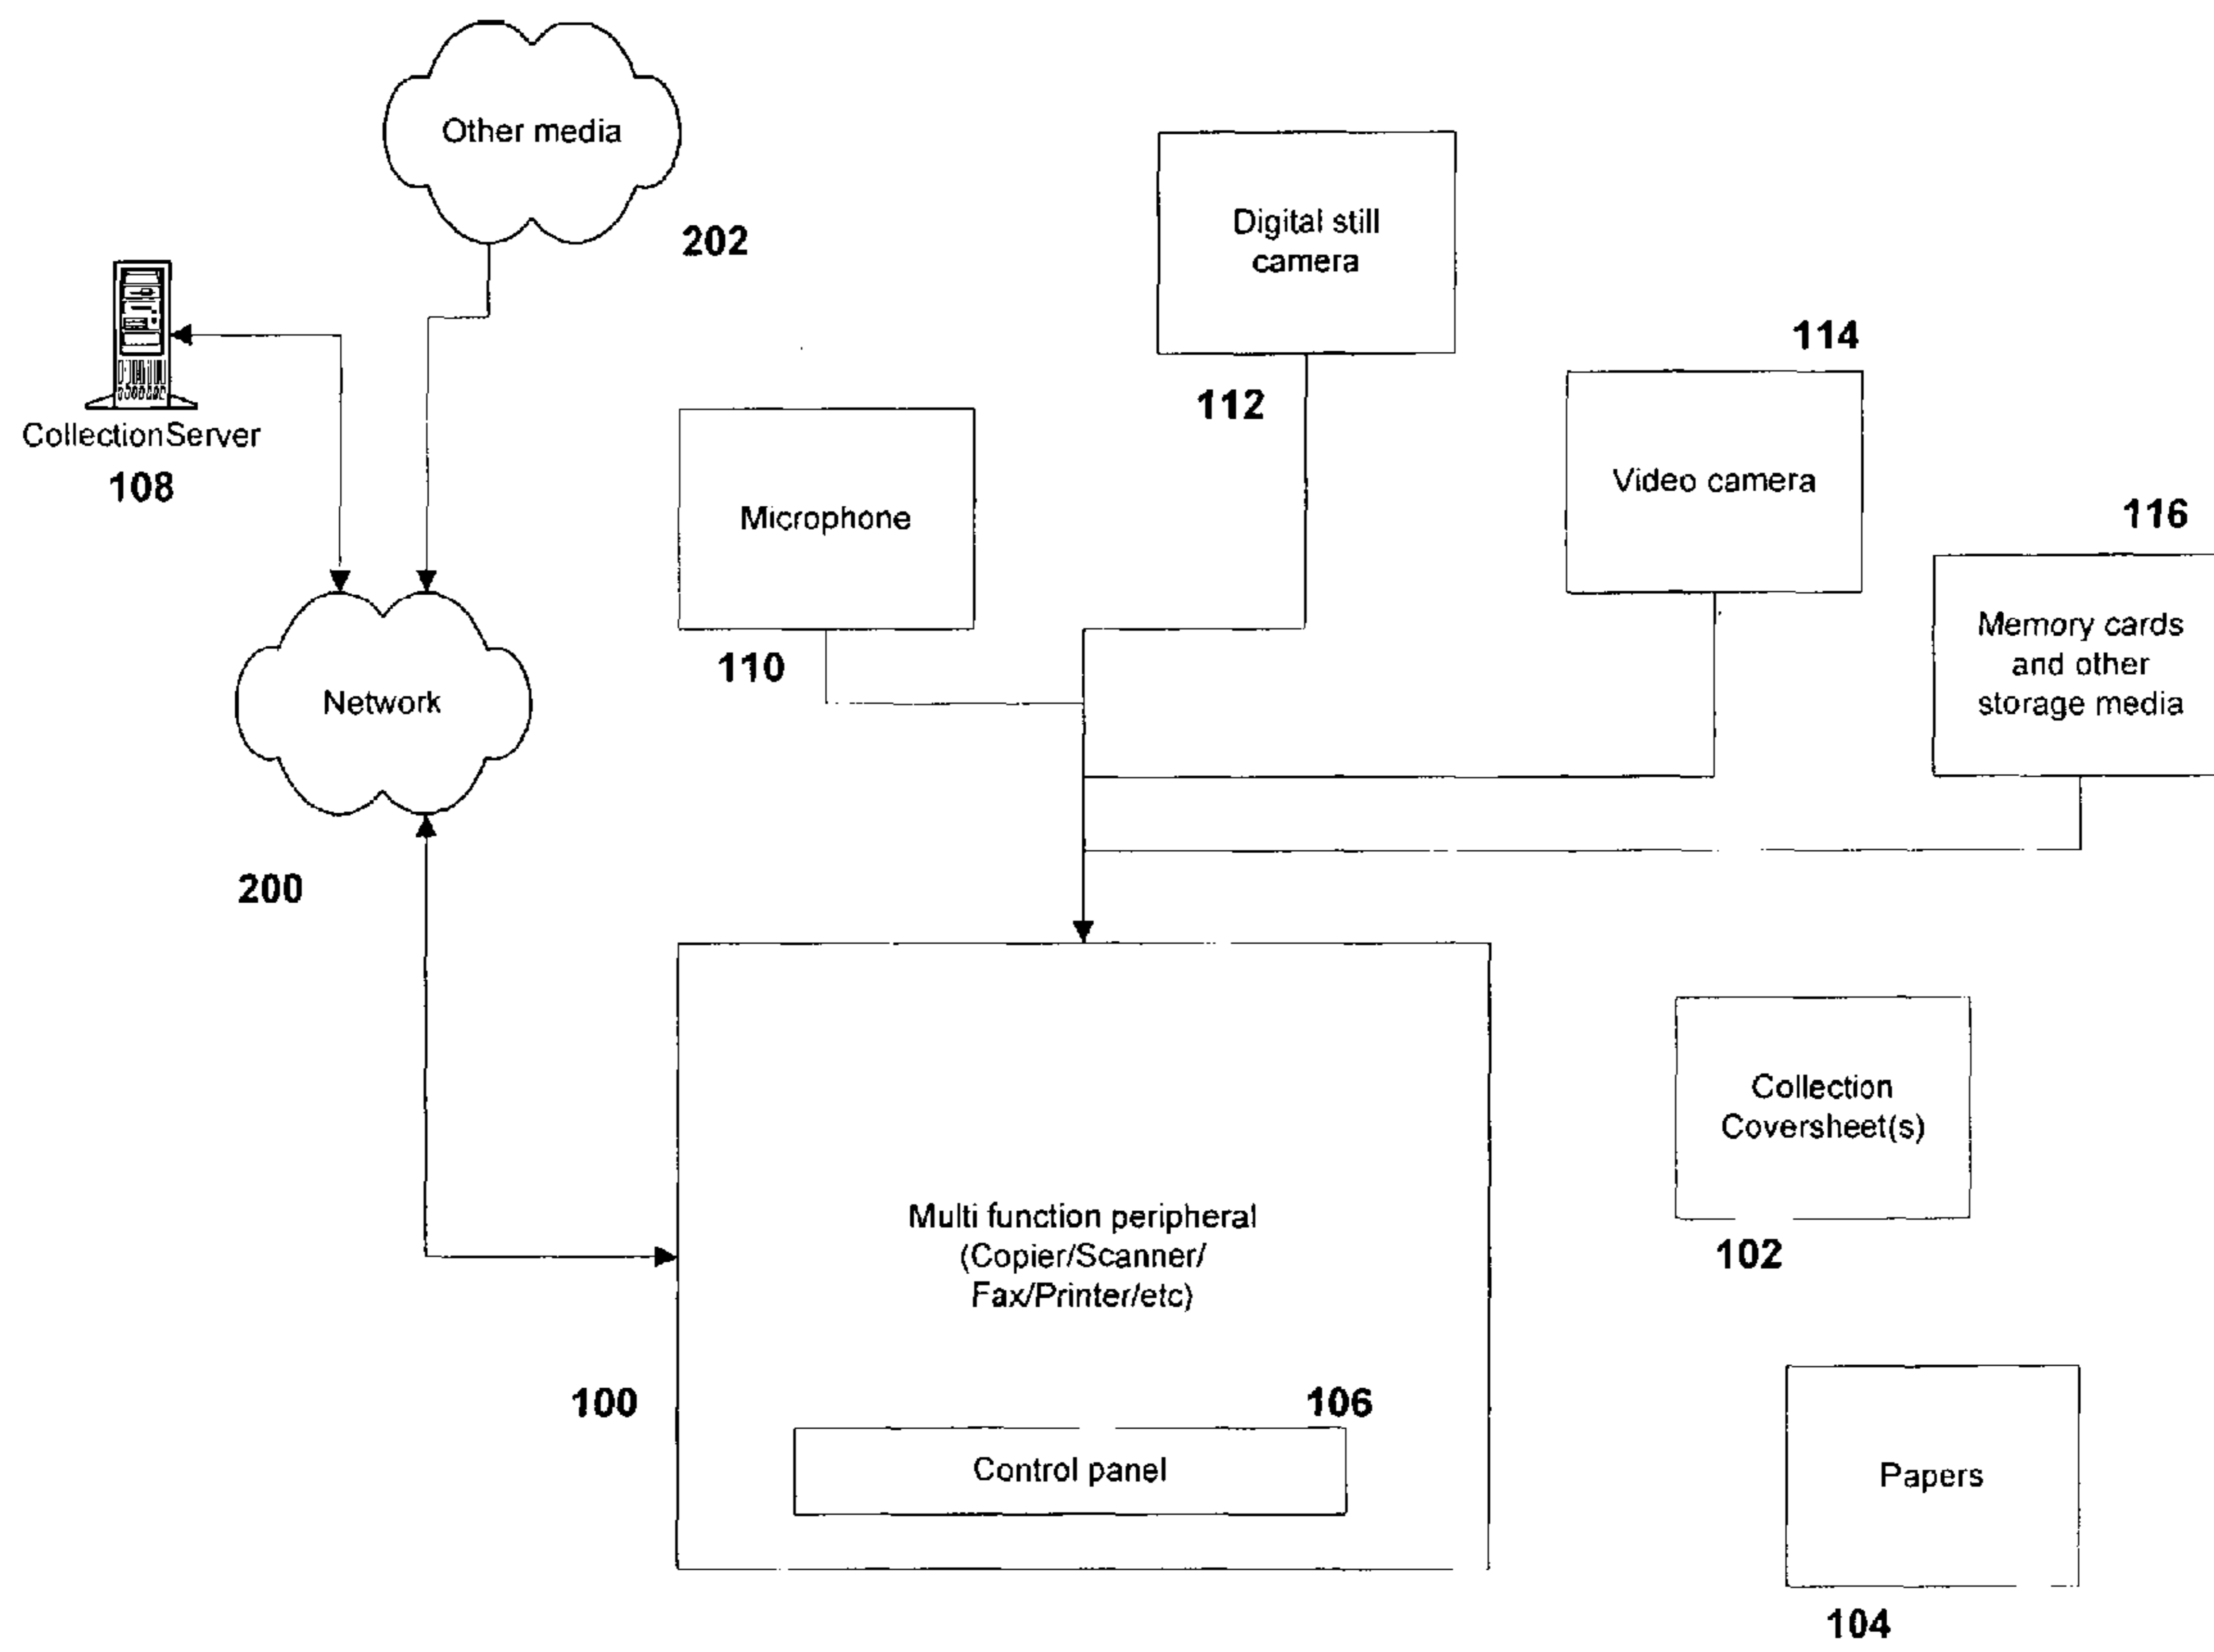 Other media
202
Digital still
camera
112
114
Video camera
CollectionServer
108
Microphone
110
116
Memory cards
and other
storage media
Network
200
Multi function peripheral
(Copier/Scanner/
Fax/Printer/etc)
100
106
Control panel
Collection
Coversheet(s)
102
Papers
104